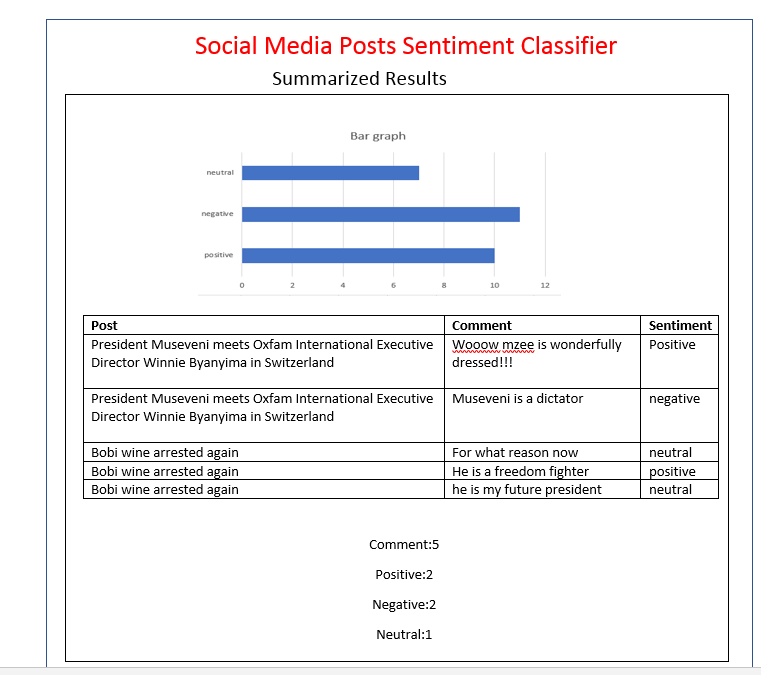 Social Media Posts Sentiment Classifier
Summarized Results
Bar graph
neutral
negative
positive
0 2 4 6 8 10 12
Post Comment Sentiment
President Museveni meets Oxfam International Executive Wooow mzee is wonderfully Positive
Director Winnie Byanyima in Switzerland dressed!!!
President Museveni meets Oxfam International Executive Museveni is a dictator negative
Director Winnie Byanyima in Switzerland
Bobi wine arrested again For what reason now neutral
Bobi wine arrested again He is a freedom fighter positive
Bobi wine arrested again he is my future president neutral
Comment:5
Positive:2
Negative:2
Neutral:1